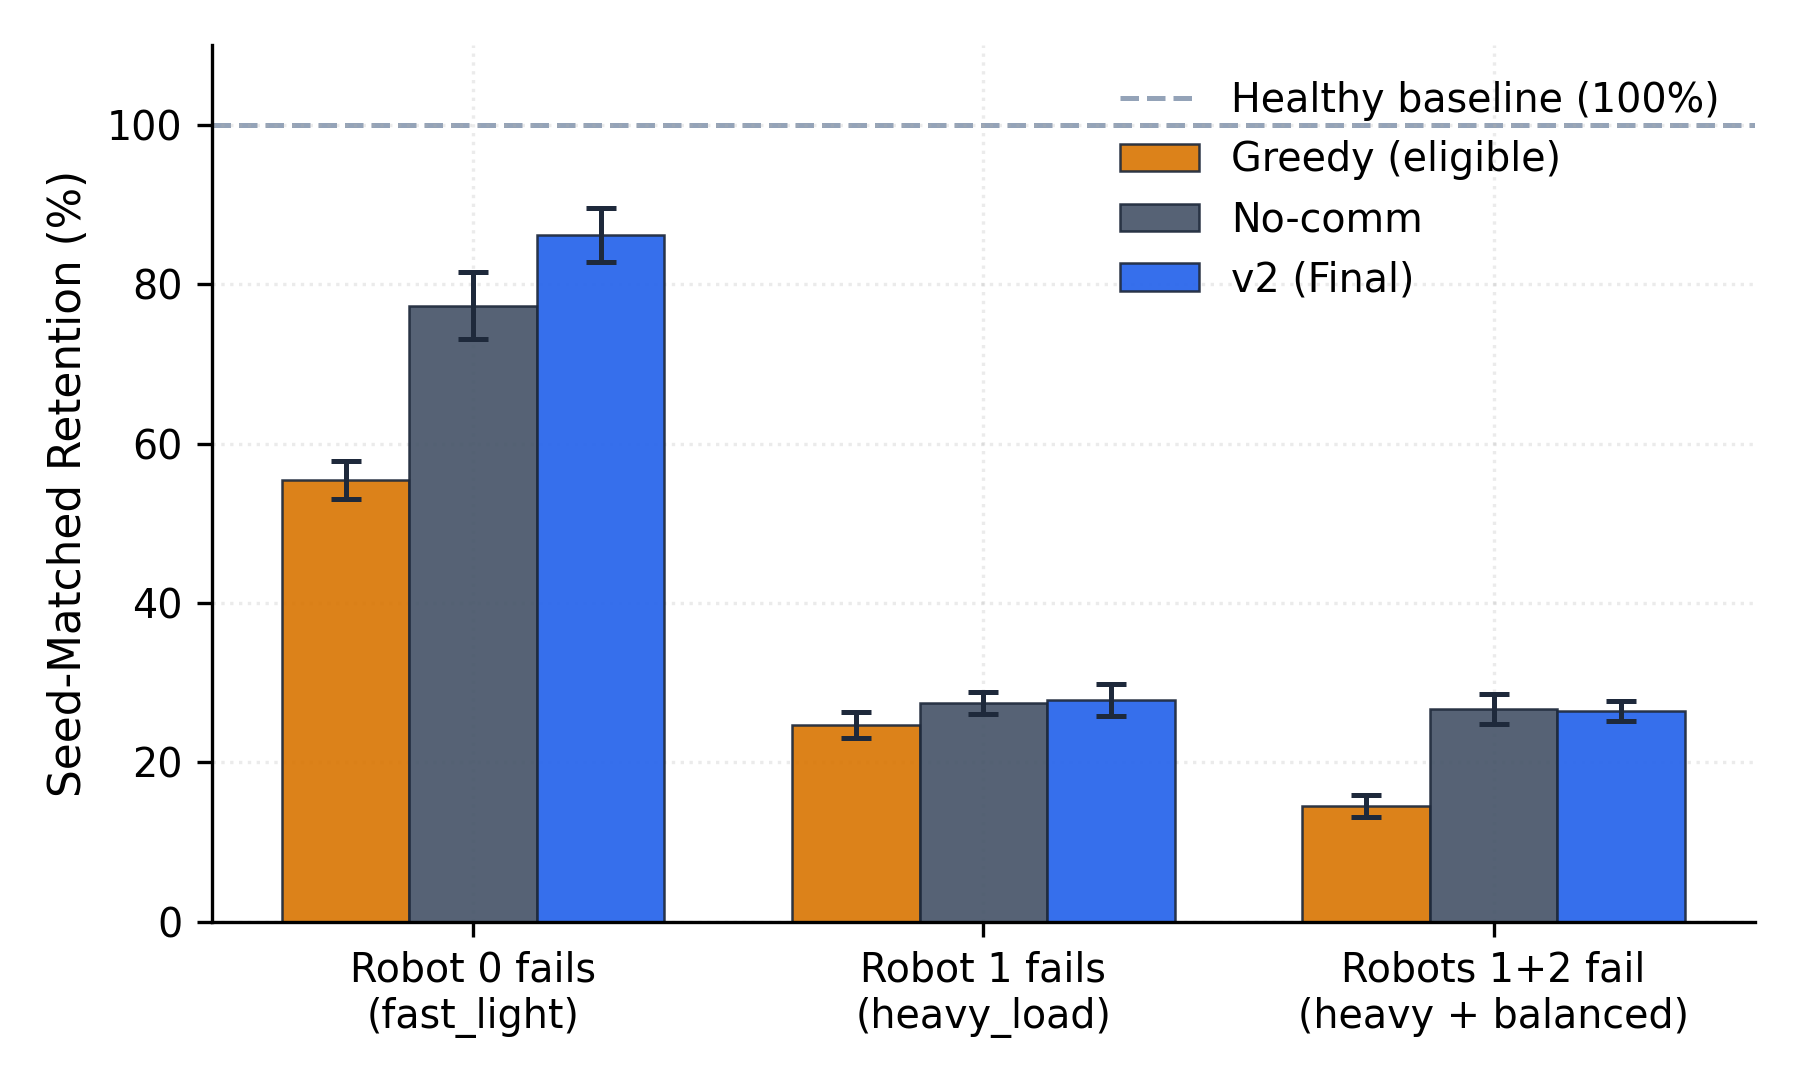 Seed-Matched Retention (%)
100
80
60
40
20
0
Healthy baseline (100%)
Greedy (eligible)
No-comm
v2 (Final)
Robot 0 fails
(fast_light)
Robot 1 fails
(heavy_load)
Robots 1+2 fail
(heavy + balanced)